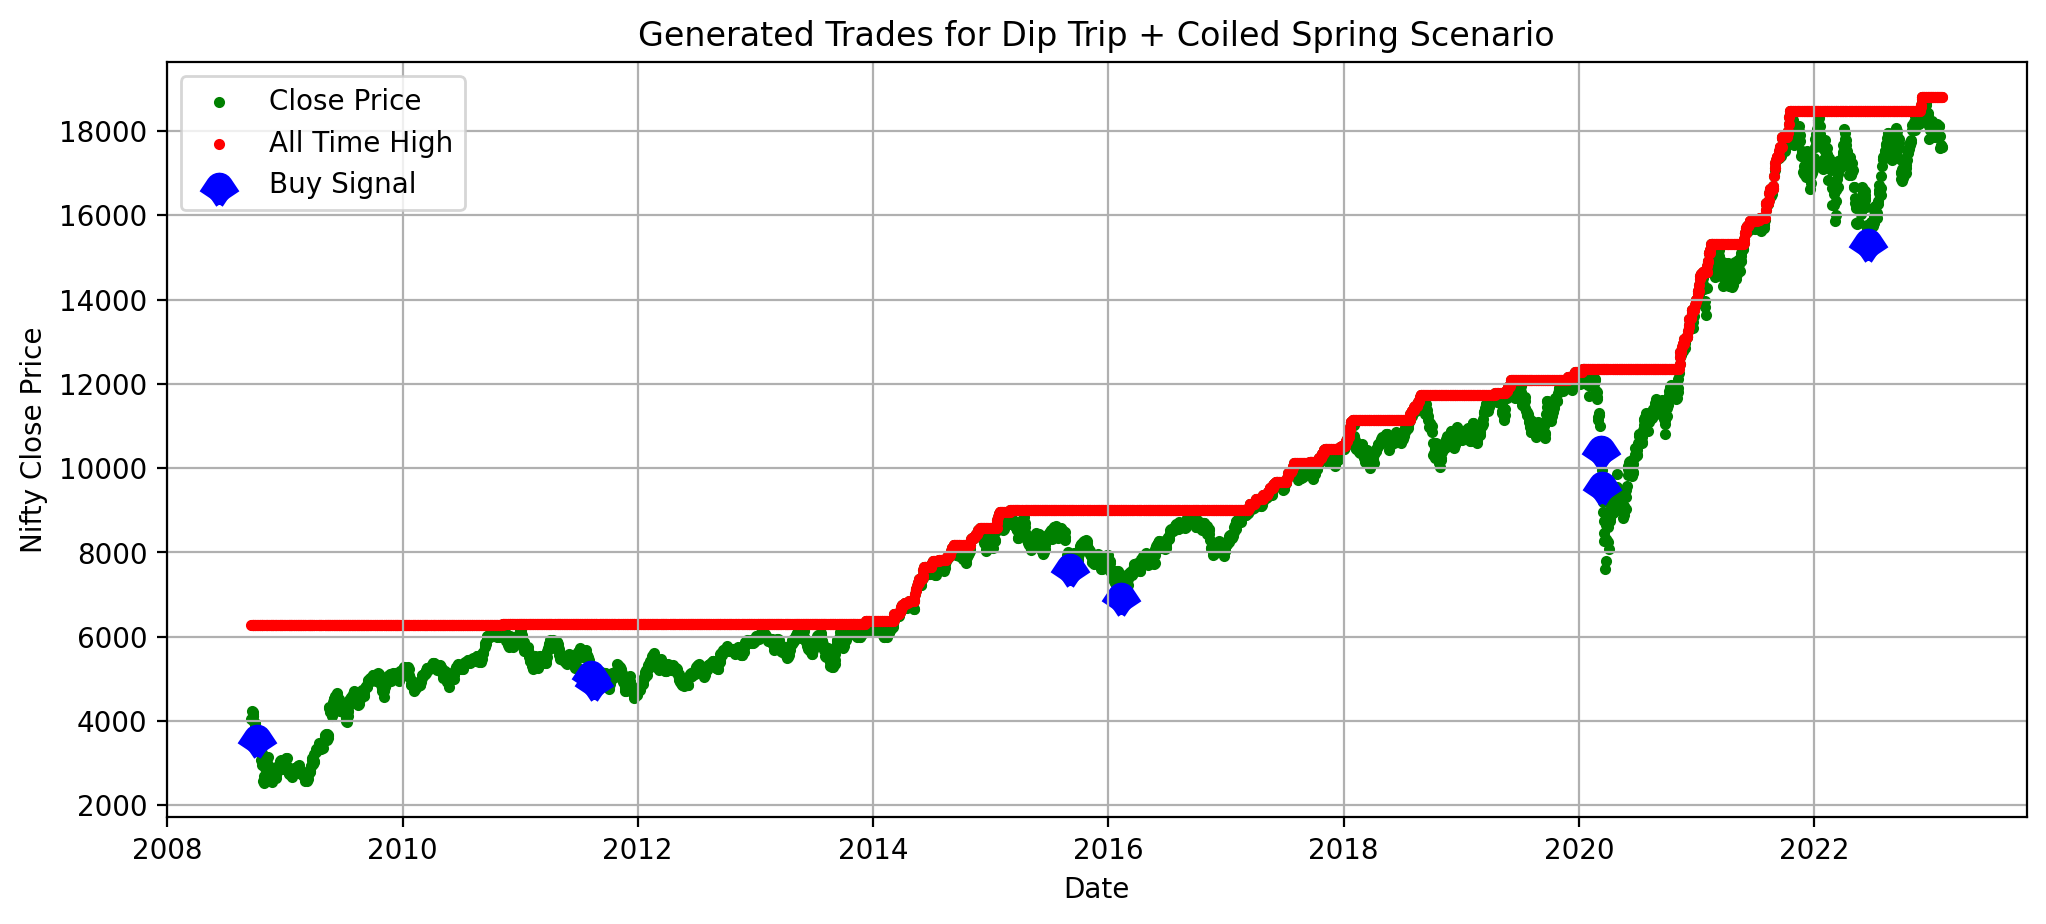 Generated Trades for Dip Trip + Coiled Spring Scenario
Close Price
All Time High
Buy Signal
Nifty Close Price
18000
16000
14000
12000
10000
8000
6000
4000
2000
2008 2010 2012 2014 2016 2018 2020 2022
Date